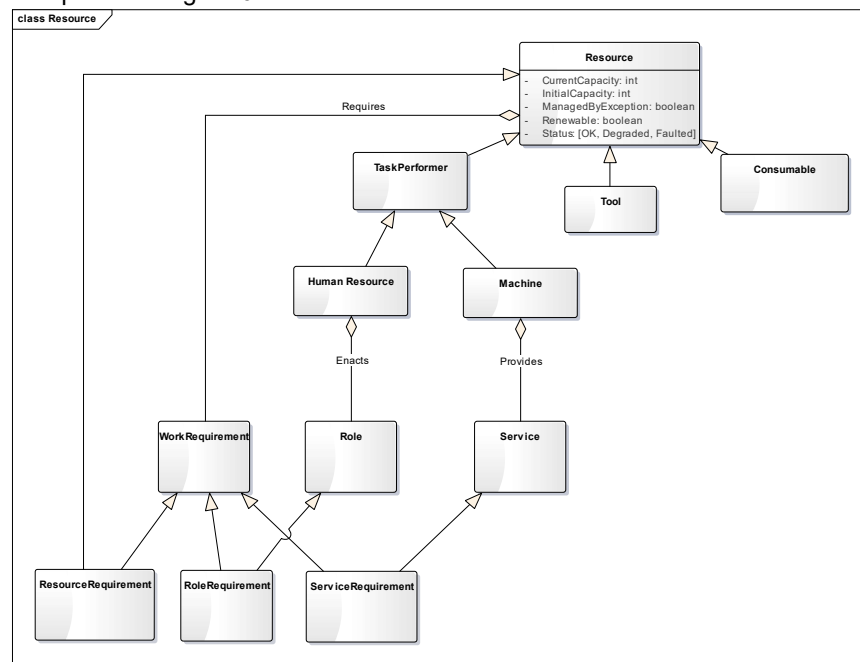 class Resource
Resource
- CurrentCapacity: int
- InitialCapacity: int
- ManagedByException: boolean
- Renewable: boolean
- Status: [OK, Degraded, Faulted]
Requires
TaskPerformer
Tool
Consumable
Human Resource
Machine
Enacts
Provides
WorkRequirement
Role
Service
ResourceRequirement
RoleRequirement
ServiceRequirement